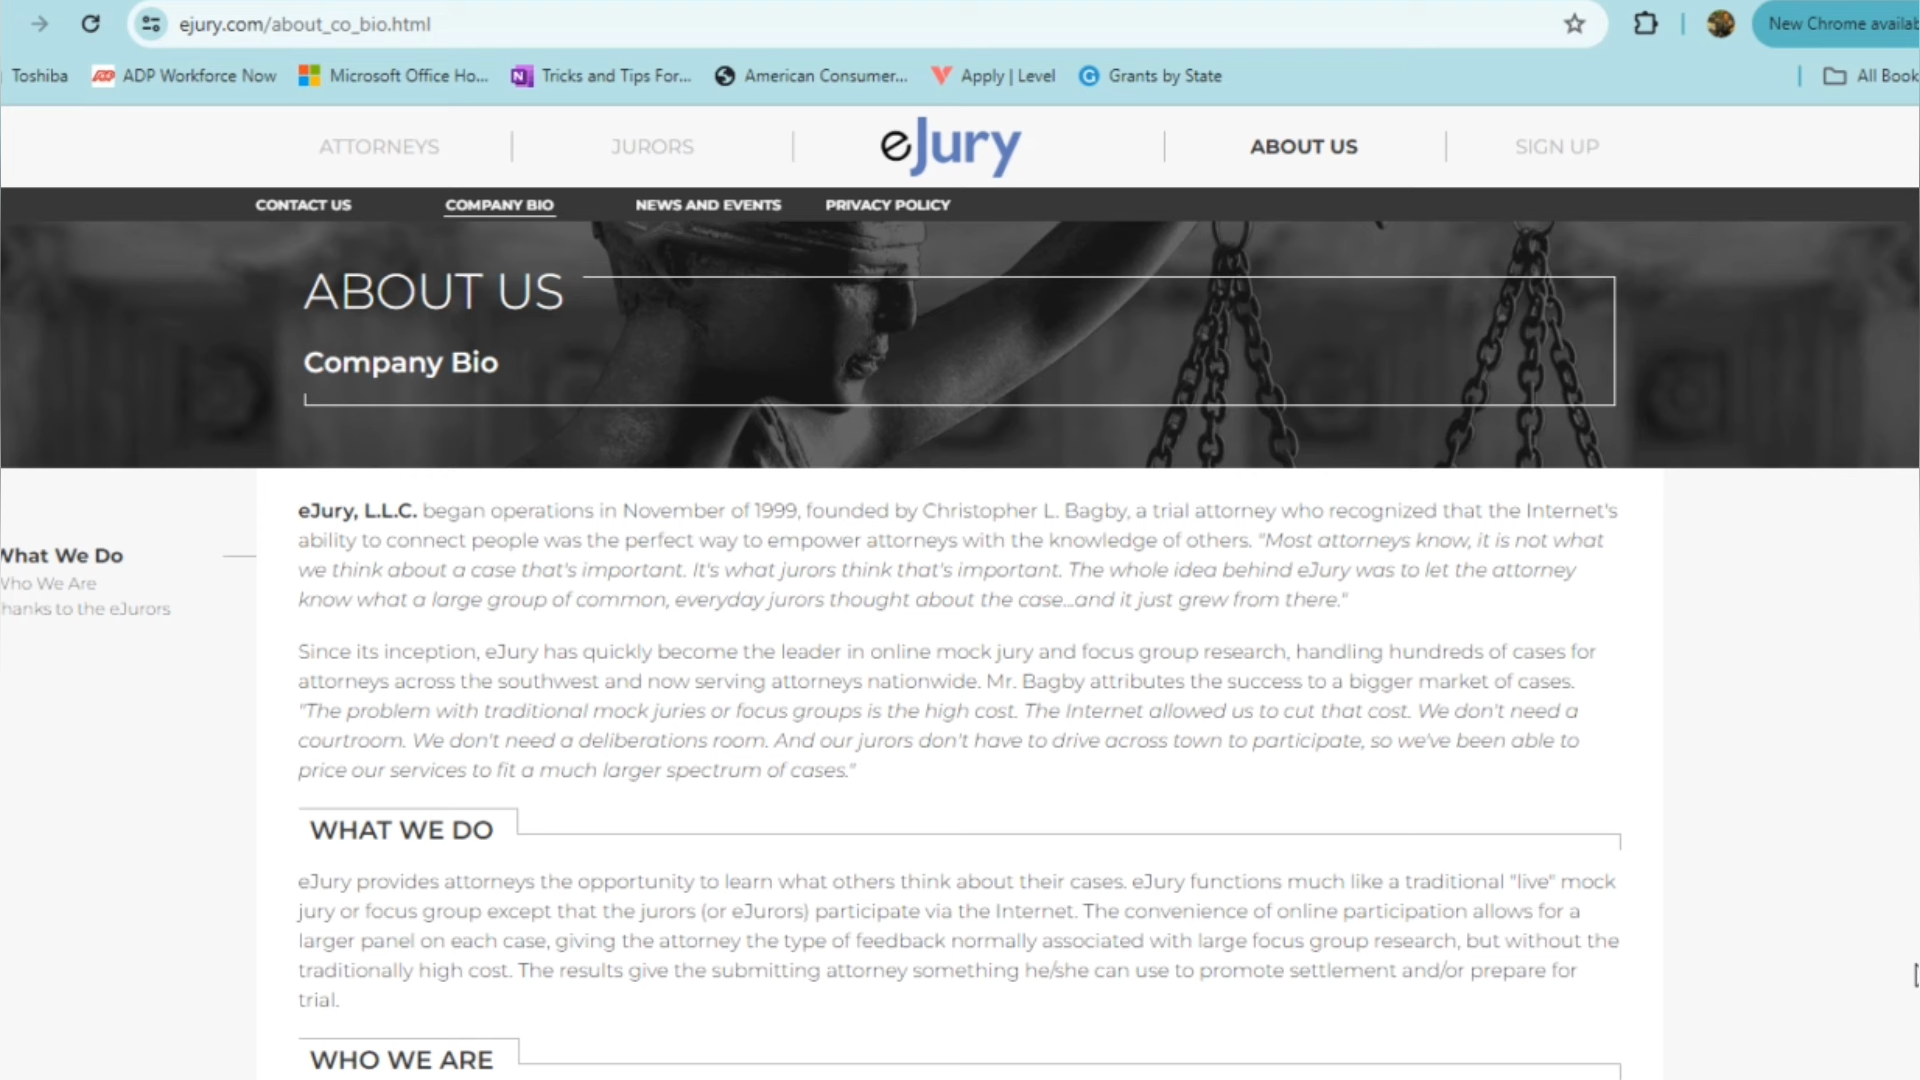 ejury.com/about_co_bio.html
New Chrome availab
Toshiba
ADP Workforce Now
Microsoft Office Ho...
Tricks and Tips For...
American Consumer...
Apply | Level
Grants by State
All Book
ATTORNEYS
JURORS
eJury
ABOUT US
SIGN UP
CONTACT US
COMPANY BIO
NEWS AND EVENTS
PRIVACY POLICY
ABOUT US
Company Bio
What We Do
Who We Are
hanks to the eJurors
eJury, L.L.C. began operations in November of 1999, founded by Christopher L. Bagby, a trial attorney who recognized that the Internet's
ability to connect people was the perfect way to empower attorneys with the knowledge of others. "Most attorneys know, it is not what
we think about a case that's important. It's what jurors think that's important. The whole idea behind eJury was to let the attorney
know what a large group of common, everyday jurors thought about the case...and it just grew from there."
Since its inception, eJury has quickly become the leader in online mock jury and focus group research, handling hundreds of cases for
attorneys across the southwest and now serving attorneys nationwide. Mr. Bagby attributes the success to a bigger market of cases.
"The problem with traditional mock juries or focus groups is the high cost. The Internet allowed us to cut that cost. We don't need a
courtroom. We don't need a deliberations room. And our jurors don't have to drive across town to participate, so we've been able to
price our services to fit a much larger spectrum of cases."
WHAT WE DO
eJury provides attorneys the opportunity to learn what others think about their cases. eJury functions much like a traditional "live" mock
jury or focus group except that the jurors (or eJurors) participate via the Internet. The convenience of online participation allows for a
larger panel on each case, giving the attorney the type of feedback normally associated with large focus group research, but without the
traditionally high cost. The results give the submitting attorney something he/she can use to promote settlement and/or prepare for
trial.
WHO WE ARE